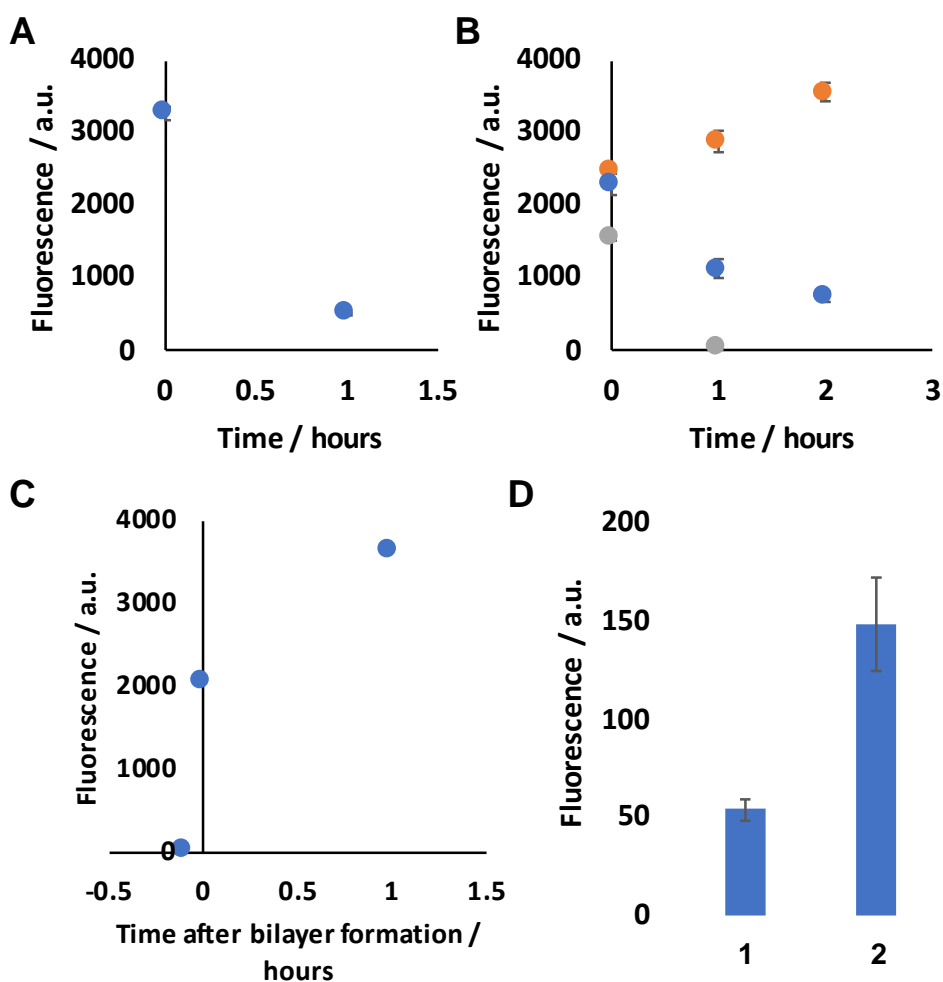 A
4000
3000
2000
1000
0
Fluorescence / a.u.
0 0.5 1 1.5
Time / hours
B
4000
3000
2000
1000
0
Fluorescence / a.u.
0 1 2 3
Time / hours
C
4000
3000
2000
1000
0
Fluorescence / a.u.
-0.5 0 0.5 1 1.5
Time after bilayer formation /
hours
D
200
150
100
50
0
Fluorescence / a.u.
1 2